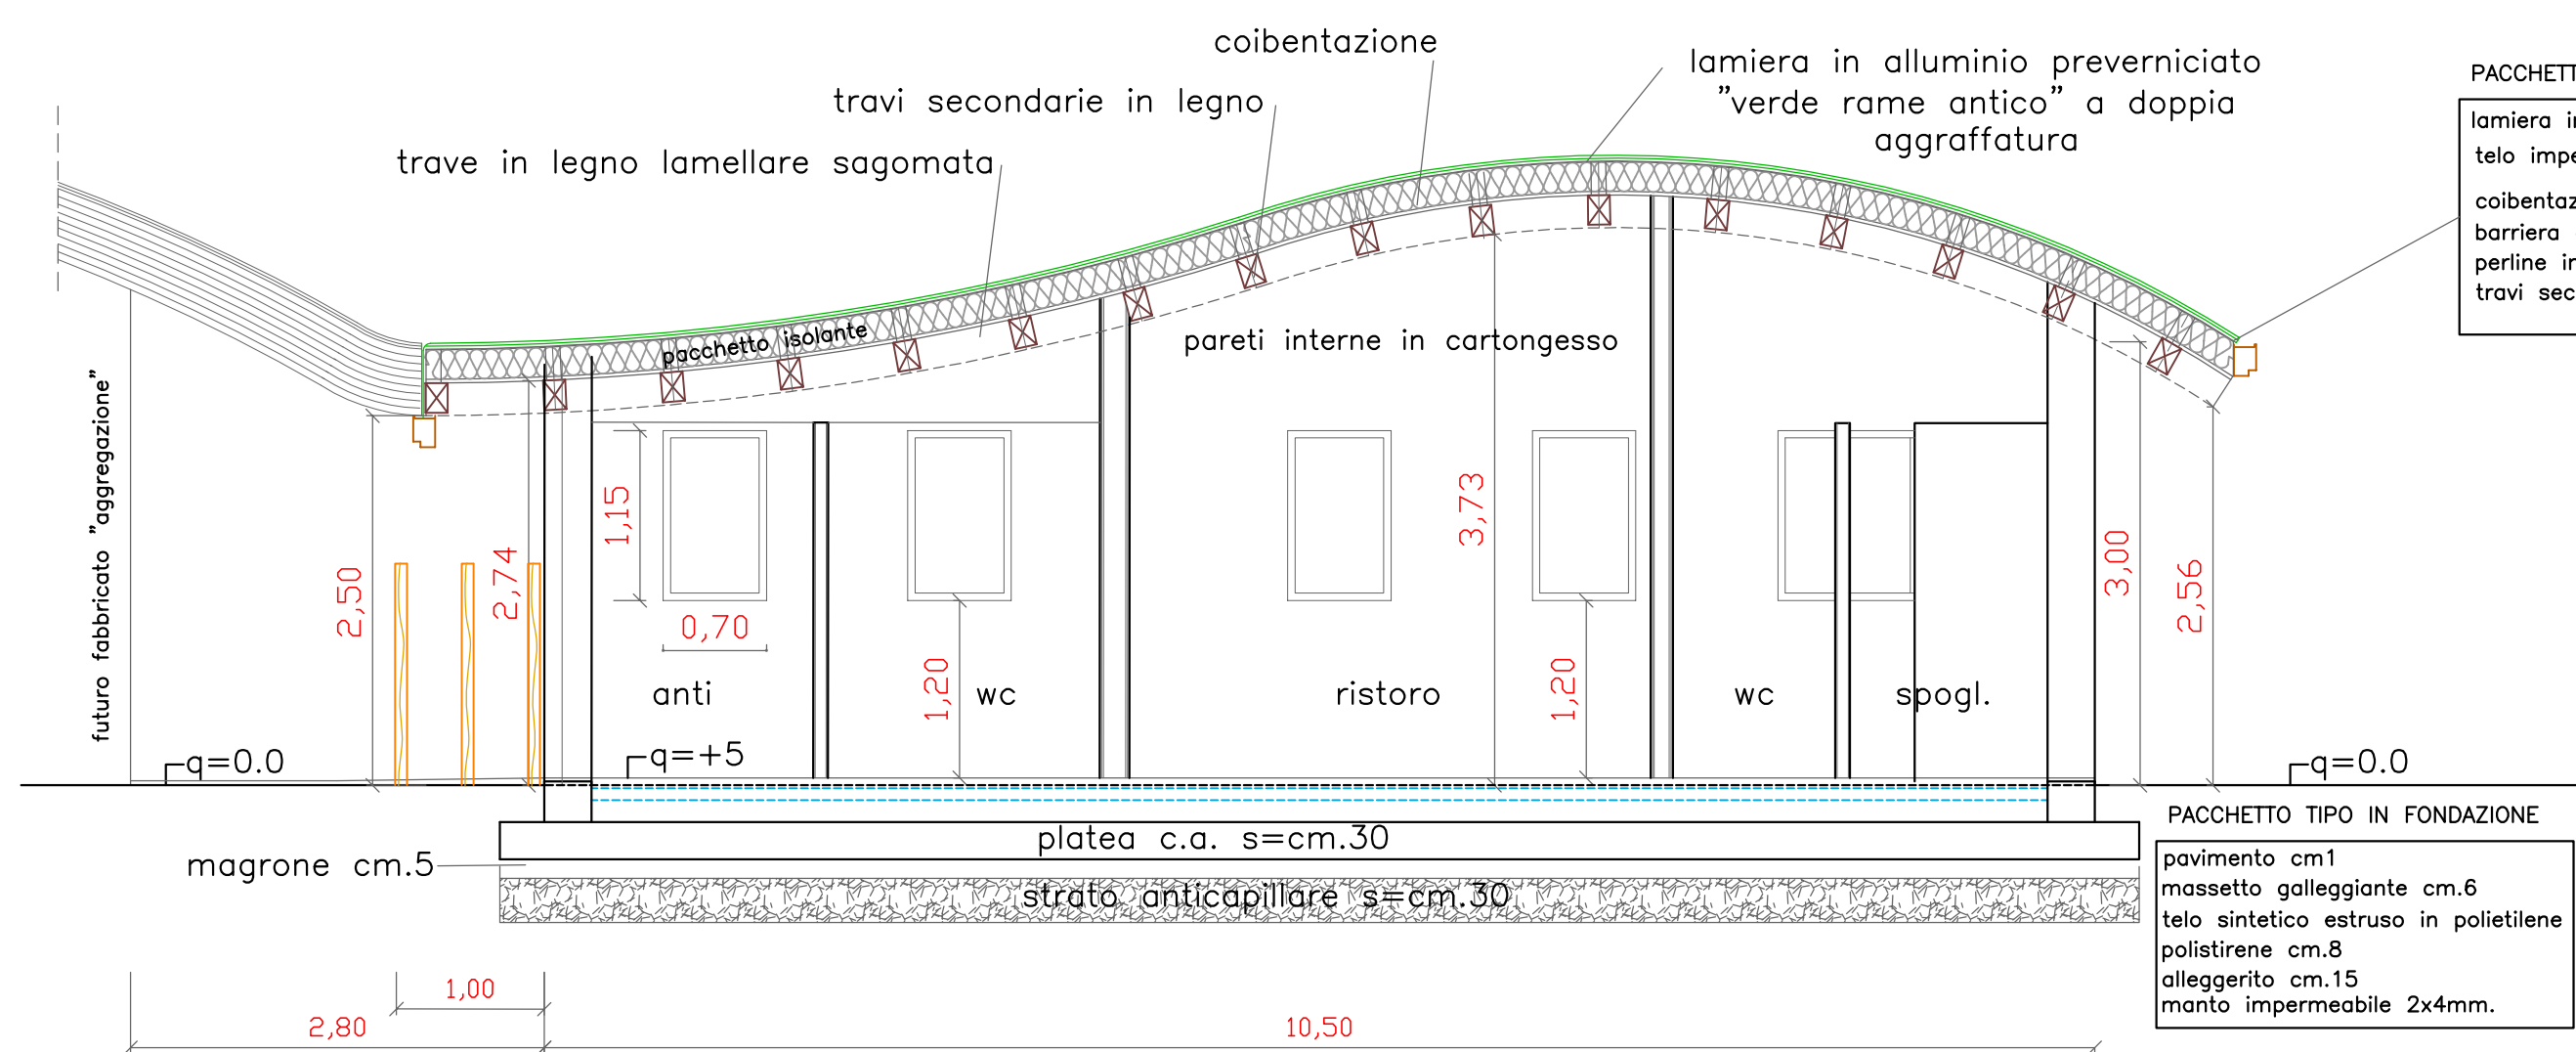 coibentazione
travi secondarie in legno
trave in legno lamellare sagomata
lamiera in alluminio preverniciato
"verde rame antico" a doppia
aggraffatura
PACCHETT
lamiera i
telo impe
coibentaz
barriera
perline in
travi sec
pacchetto isolante
pareti interne in cartongesso
futuro fabbricato "aggregazione"
2,50
2,74
1,15
0,70
1,20
3,73
1,20
3,00
2,56
anti
wc
ristoro
wc
spogl.
q=0.0
q=+5
q=0.0
platea c.a. s=cm.30
magrone cm.5
strato anticapillare s=cm.30
PACCHETTO TIPO IN FONDAZIONE
pavimento cm1
massetto galleggiante cm.6
telo sintetico estruso in polietilene
polistirene cm.8
alleggerito cm.15
manto impermeabile 2x4mm.
1,00
2,80
10,50